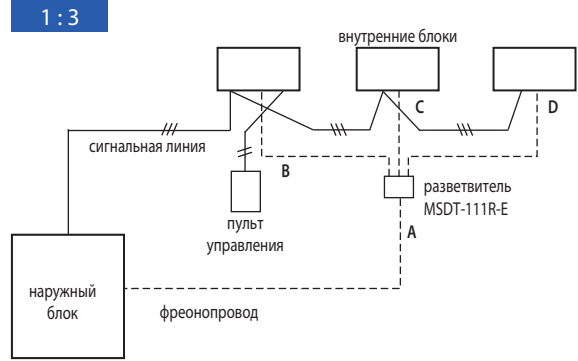 1 : 3
внутренние блоки
C
D
сигнальная линия
B
разветвитель
MSDT-111R-E
пульт
управления
A
наружный
блок
фреонопровод